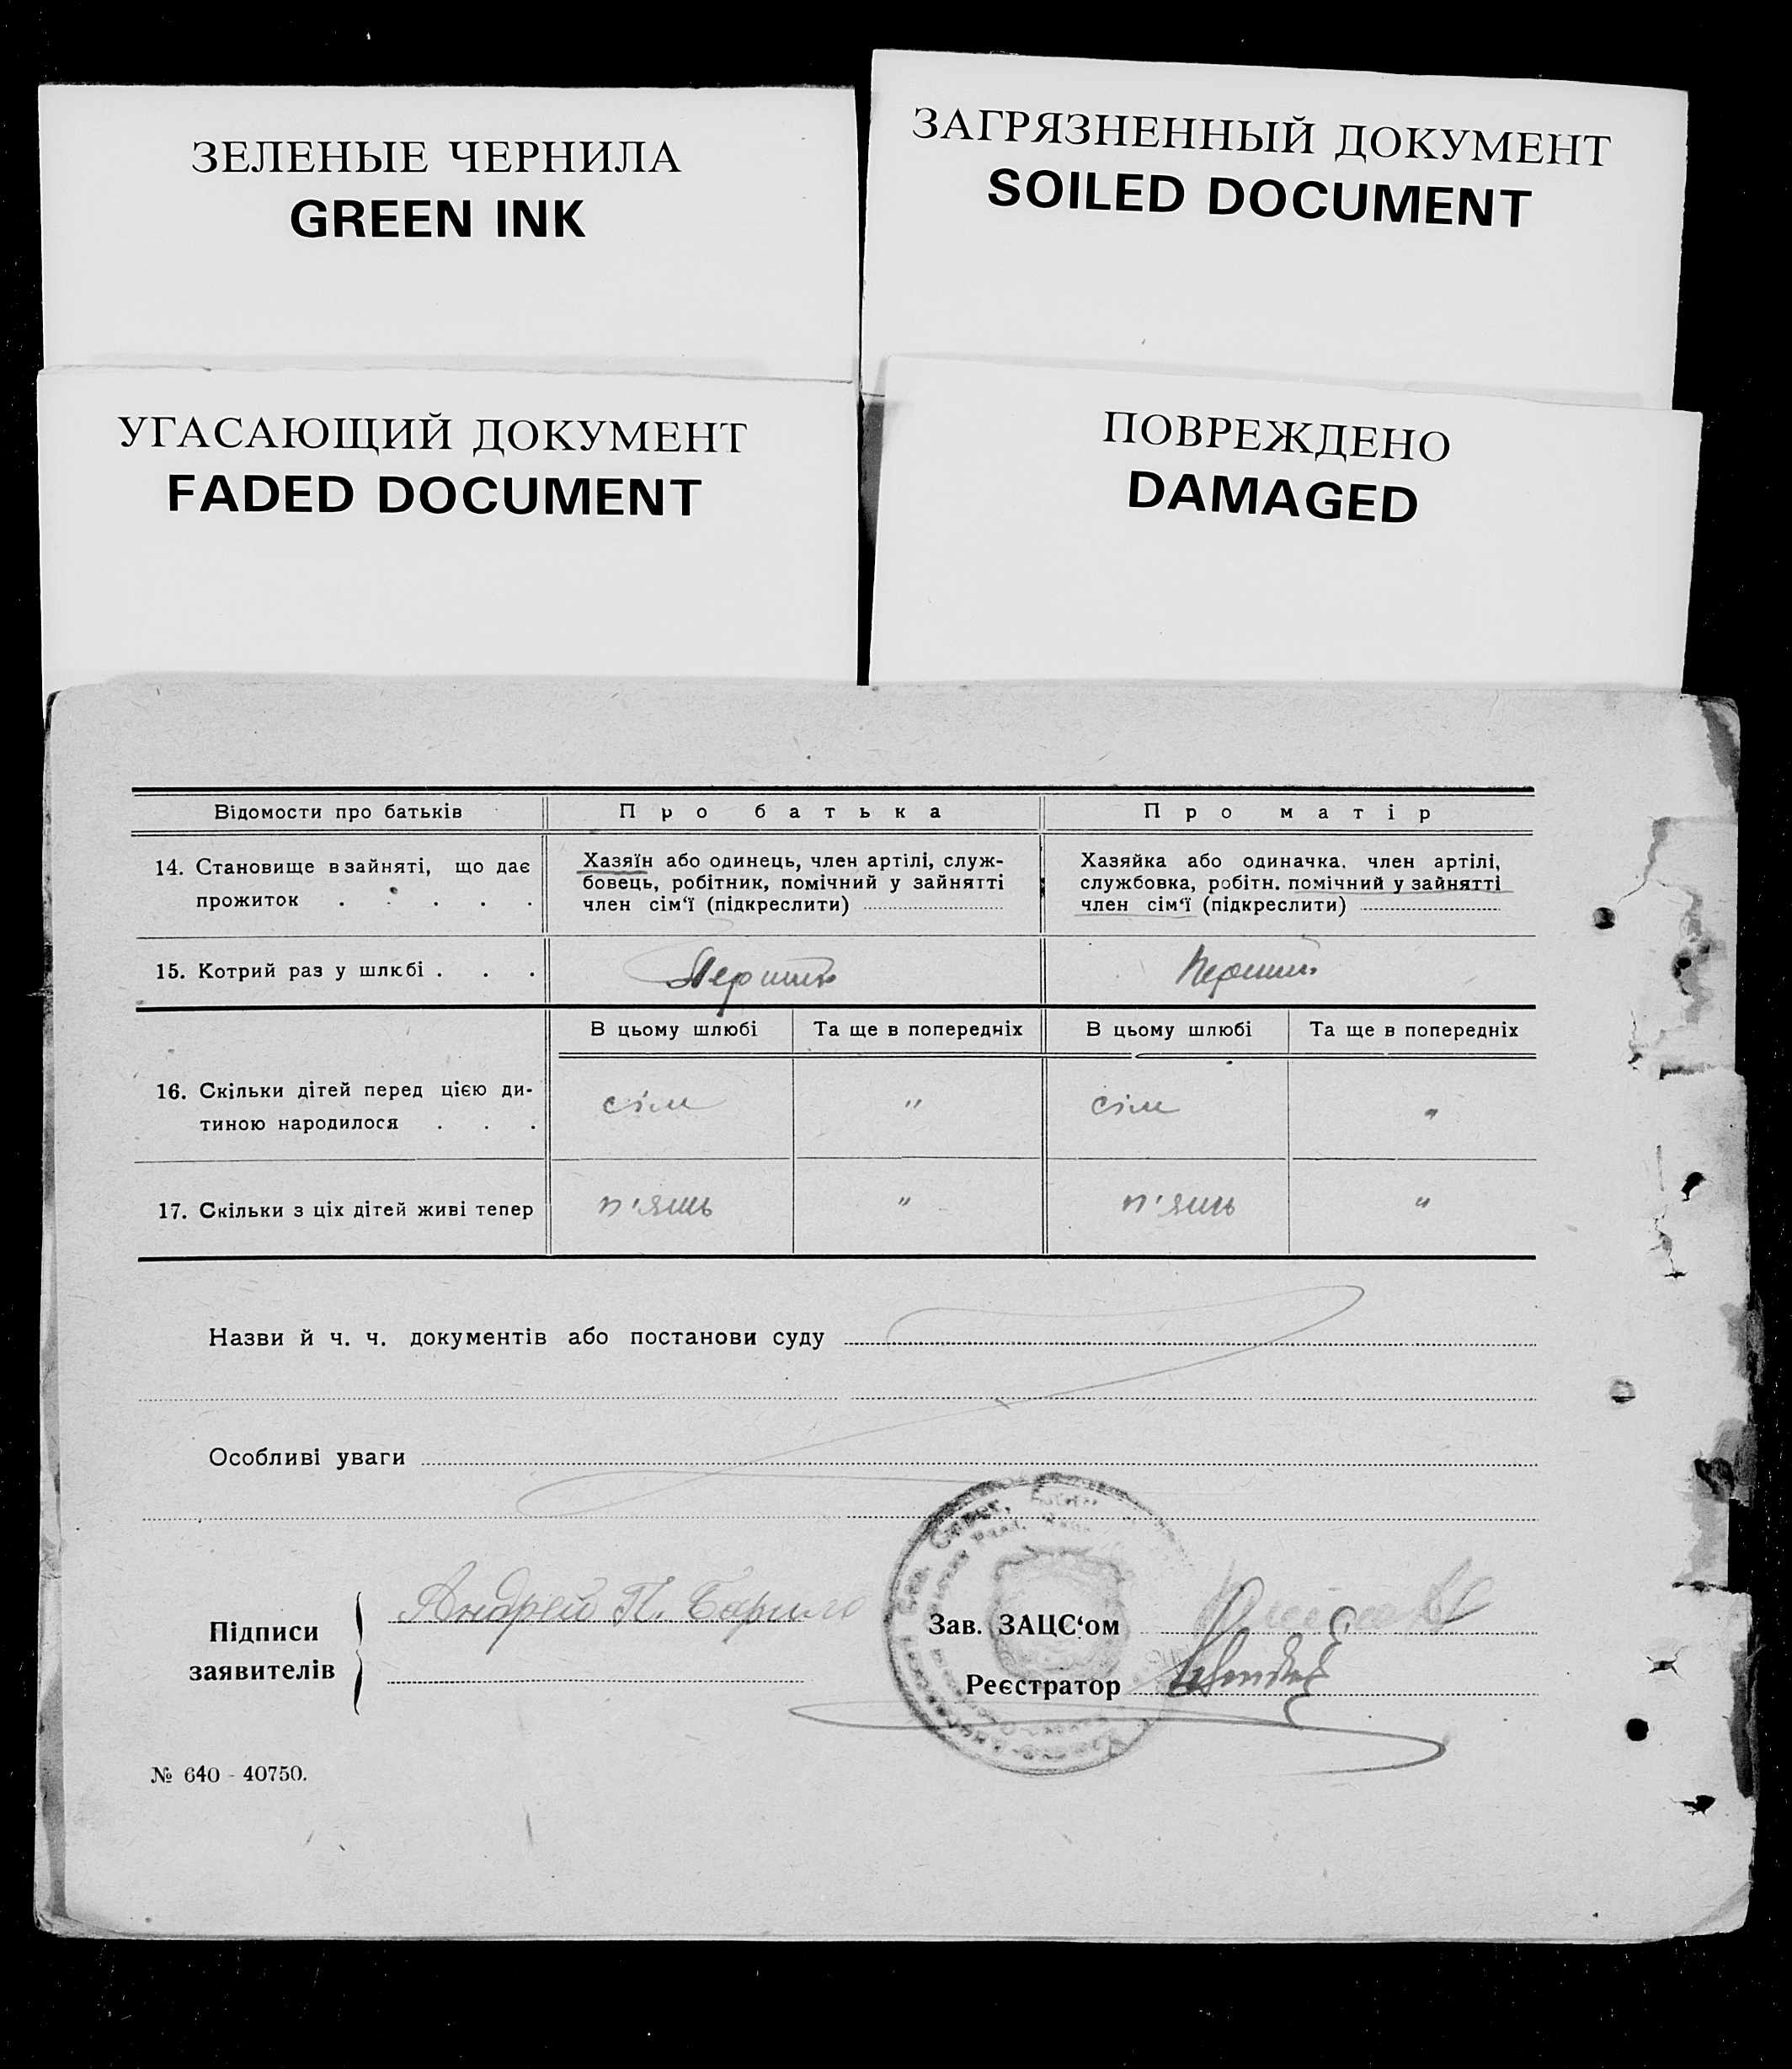 ЗЕЛЕНЫЕ ЧЕРНИЛА
GREEN INK
ЗАГРЯЗНЕННЫЙ ДОКУМЕНТ
SOILED DOCUMENT
УГАСАЮЩИЙ ДОКУМЕНТ
FADED DOCUMENT
ПОВРЕЖДЕНО
DAMAGED
Відомости про батьків
Про батька
Про матір
14. Становище в зайняті, що дає
прожиток . . . . .
Хазяїн або одинець, член артілі, служ-
бовець, робітник, помічний у зайнятті
член сім‘ї (підкреслити)
Хазяйка або одиначка. член артілі,
службовка, робітн. помічний у зайнятті
член сім‘ї (підкреслити)
15. Котрий раз у шлюбі . . .
Перший
Перший
В цьому шлюбі
Та ще в попередніх
В цьому шлюбі
Та ще в попередніх
16. Скільки дітей перед цією ди-
тиною народилося . . .
сім
"
сім
"
17. Скільки з ціх дітей живі тепер
п'ять
"
п'ять
"
Назви й ч. ч. документів або постанови суду
Особливі уваги
Підписи
заявителів
Андрей П.
Зав. ЗАЦС‘ом
Реєстратор
№ 640 - 40750.